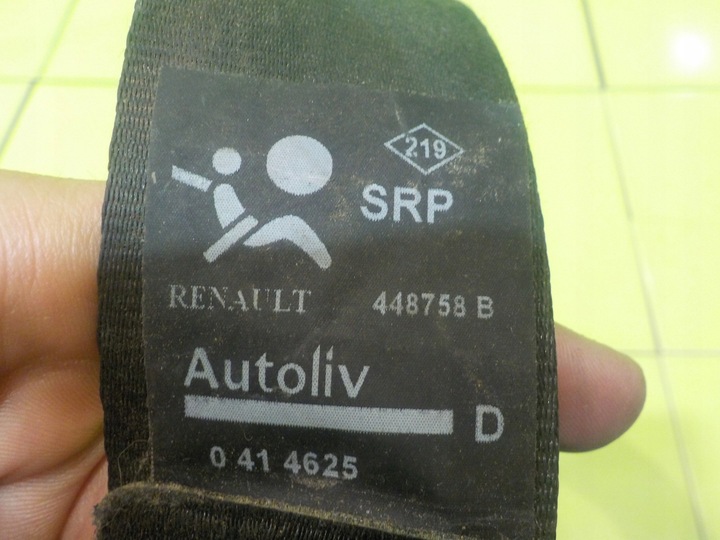 219
SRP
RENAULT 448758 B
Autoliv
D
0 41 4625